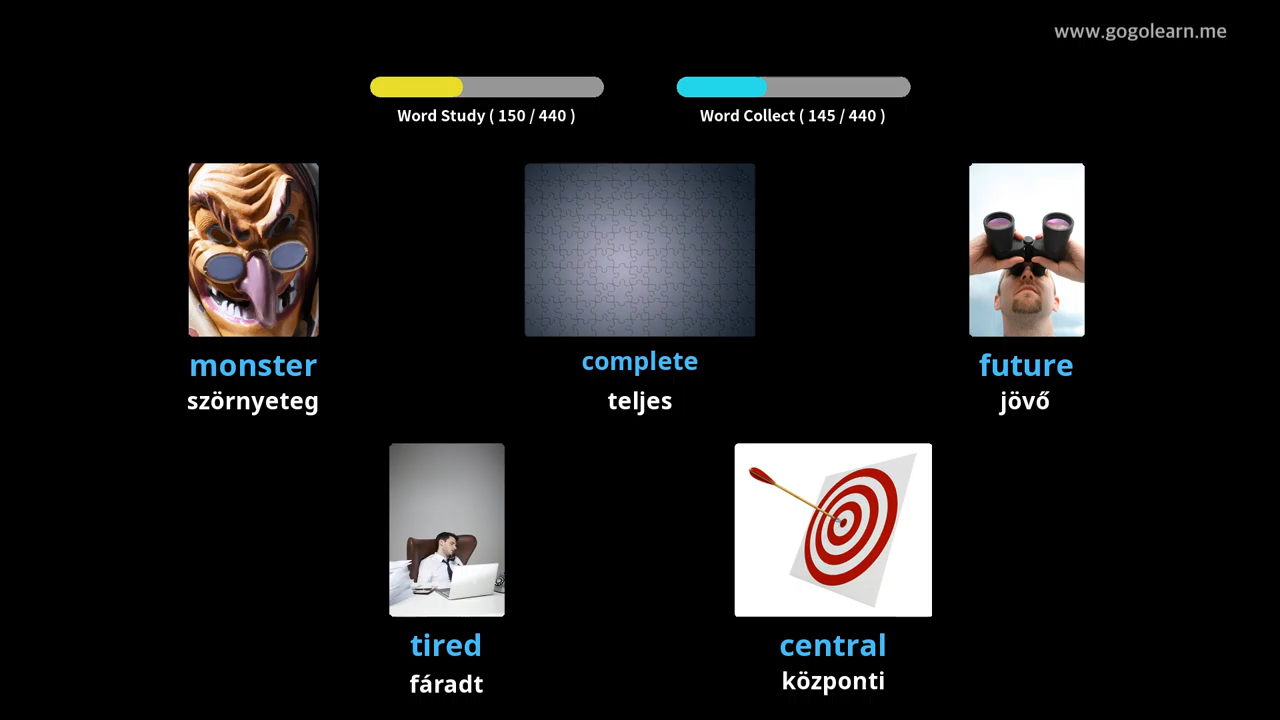 www.gogolearn.me
Word Study ( 150 / 440 )
Word Collect ( 145 / 440 )
monster
szörnyeteg
complete
teljes
future
jövő
tired
fáradt
central
központi